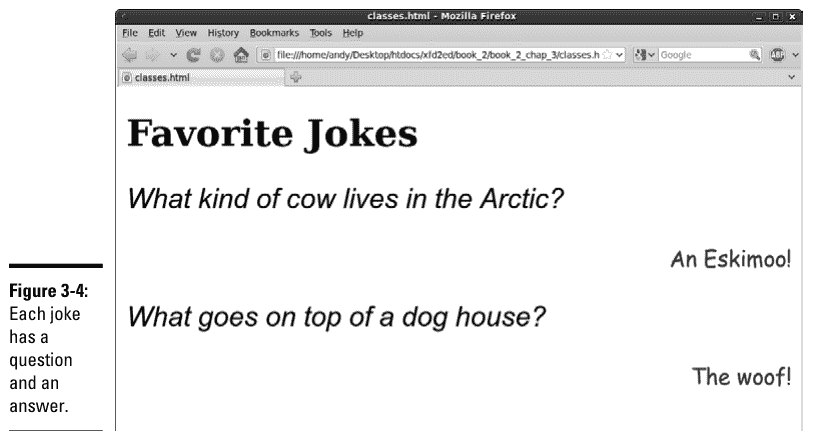 classes.html - Mozilla Firefox
File Edit View History Bookmarks Tools Help
file:///home/andy/Desktop/htdocs/xfd2ed/book_2/book_2_chap_3/classes.h Google
classes.html
Favorite Jokes
What kind of cow lives in the Arctic?
An Eskimoo!
What goes on top of a dog house?
The woof!
Figure 3-4:
Each joke
has a
question
and an
answer.